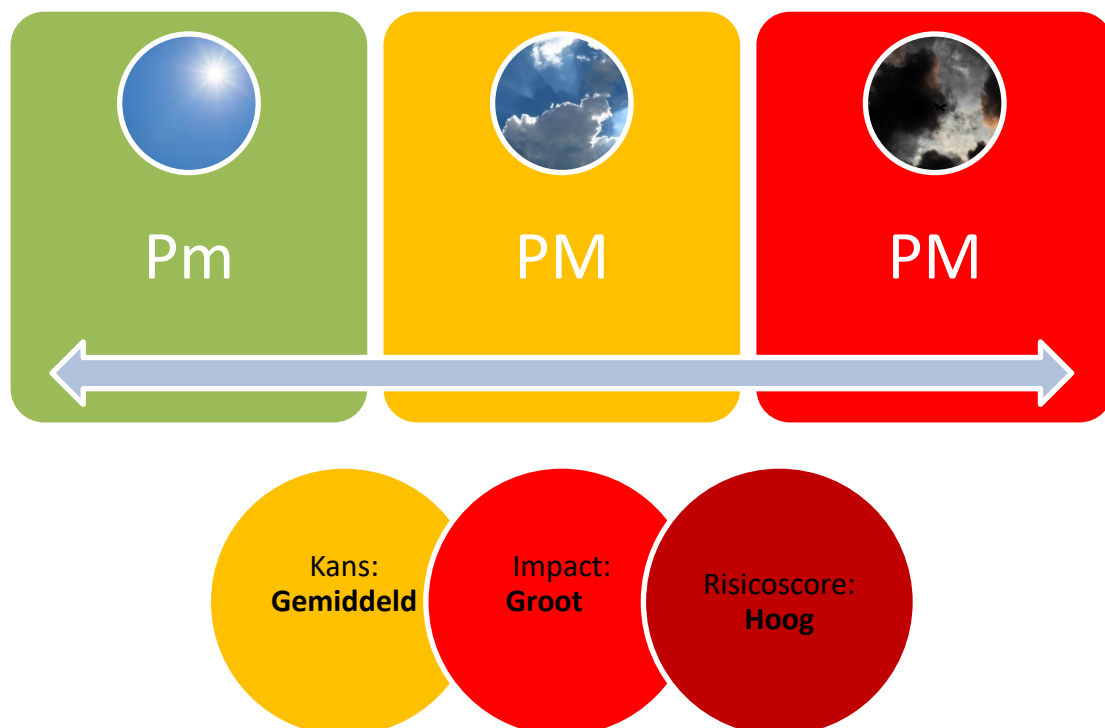 Pm
PM
PM
Kans:
Gemiddeld
Impact:
Groot
Risicoscore:
Hoog